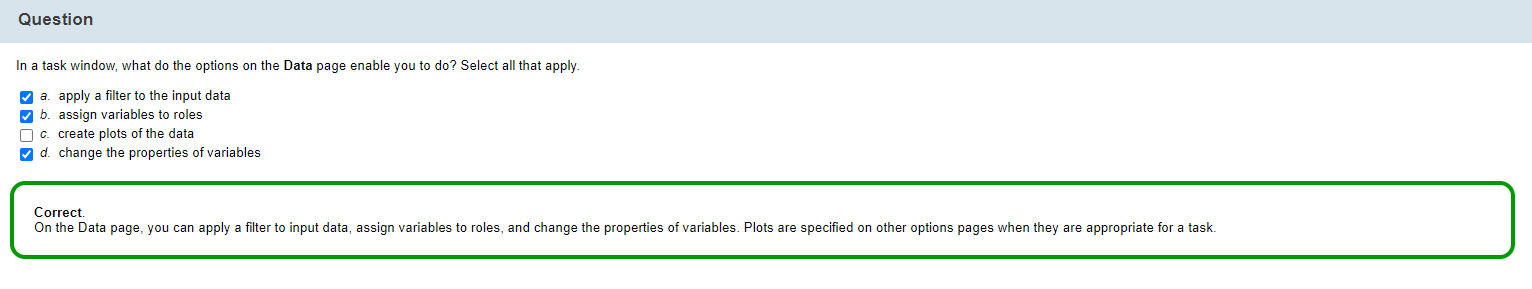 Question
In a task window, what do the options on the Data page enable you to do? Select all that apply.
a. apply a filter to the input data
b. assign variables to roles
c. create plots of the data
d. change the properties of variables
Correct.
On the Data page, you can apply a filter to input data, assign variables to roles, and change the properties of variables. Plots are specified on other options pages when they are appropriate for a task.